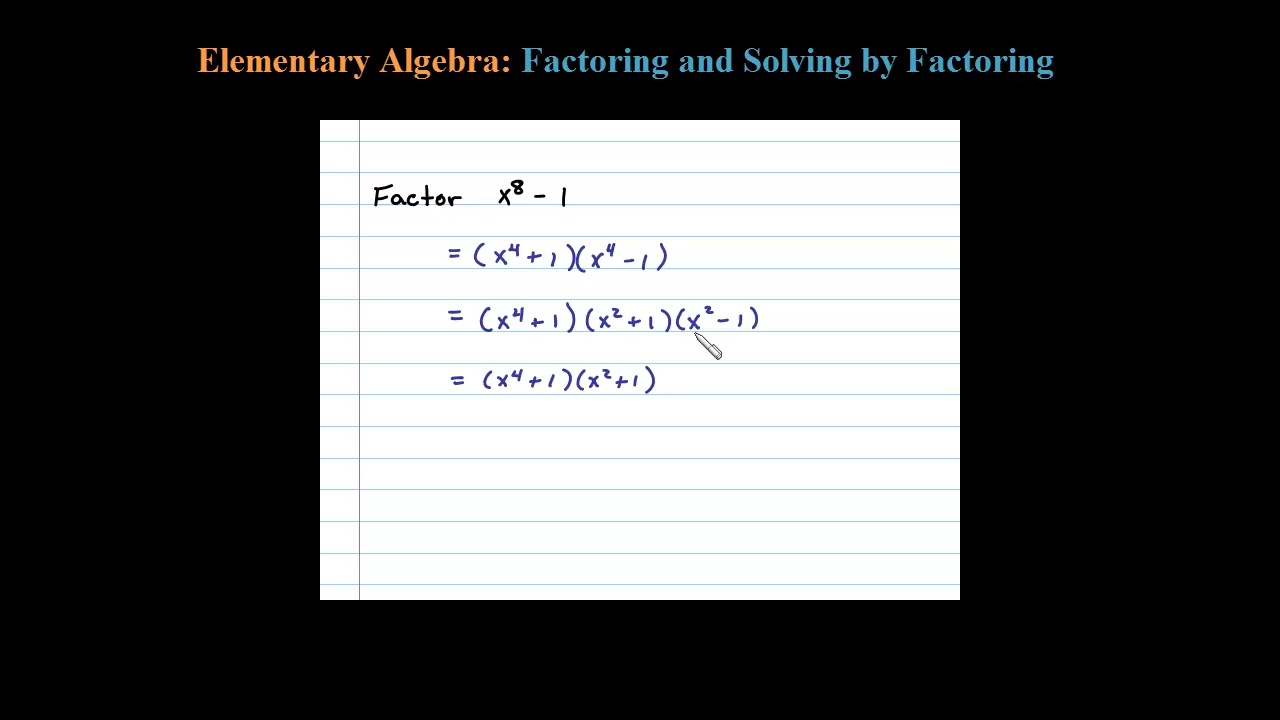 Elementary Algebra: Factoring and Solving by Factoring
Factor x⁸ - 1
= (x⁴ + 1)(x⁴ - 1)
= (x⁴ + 1)(x² + 1)(x² - 1)
= (x⁴ + 1)(x² + 1)